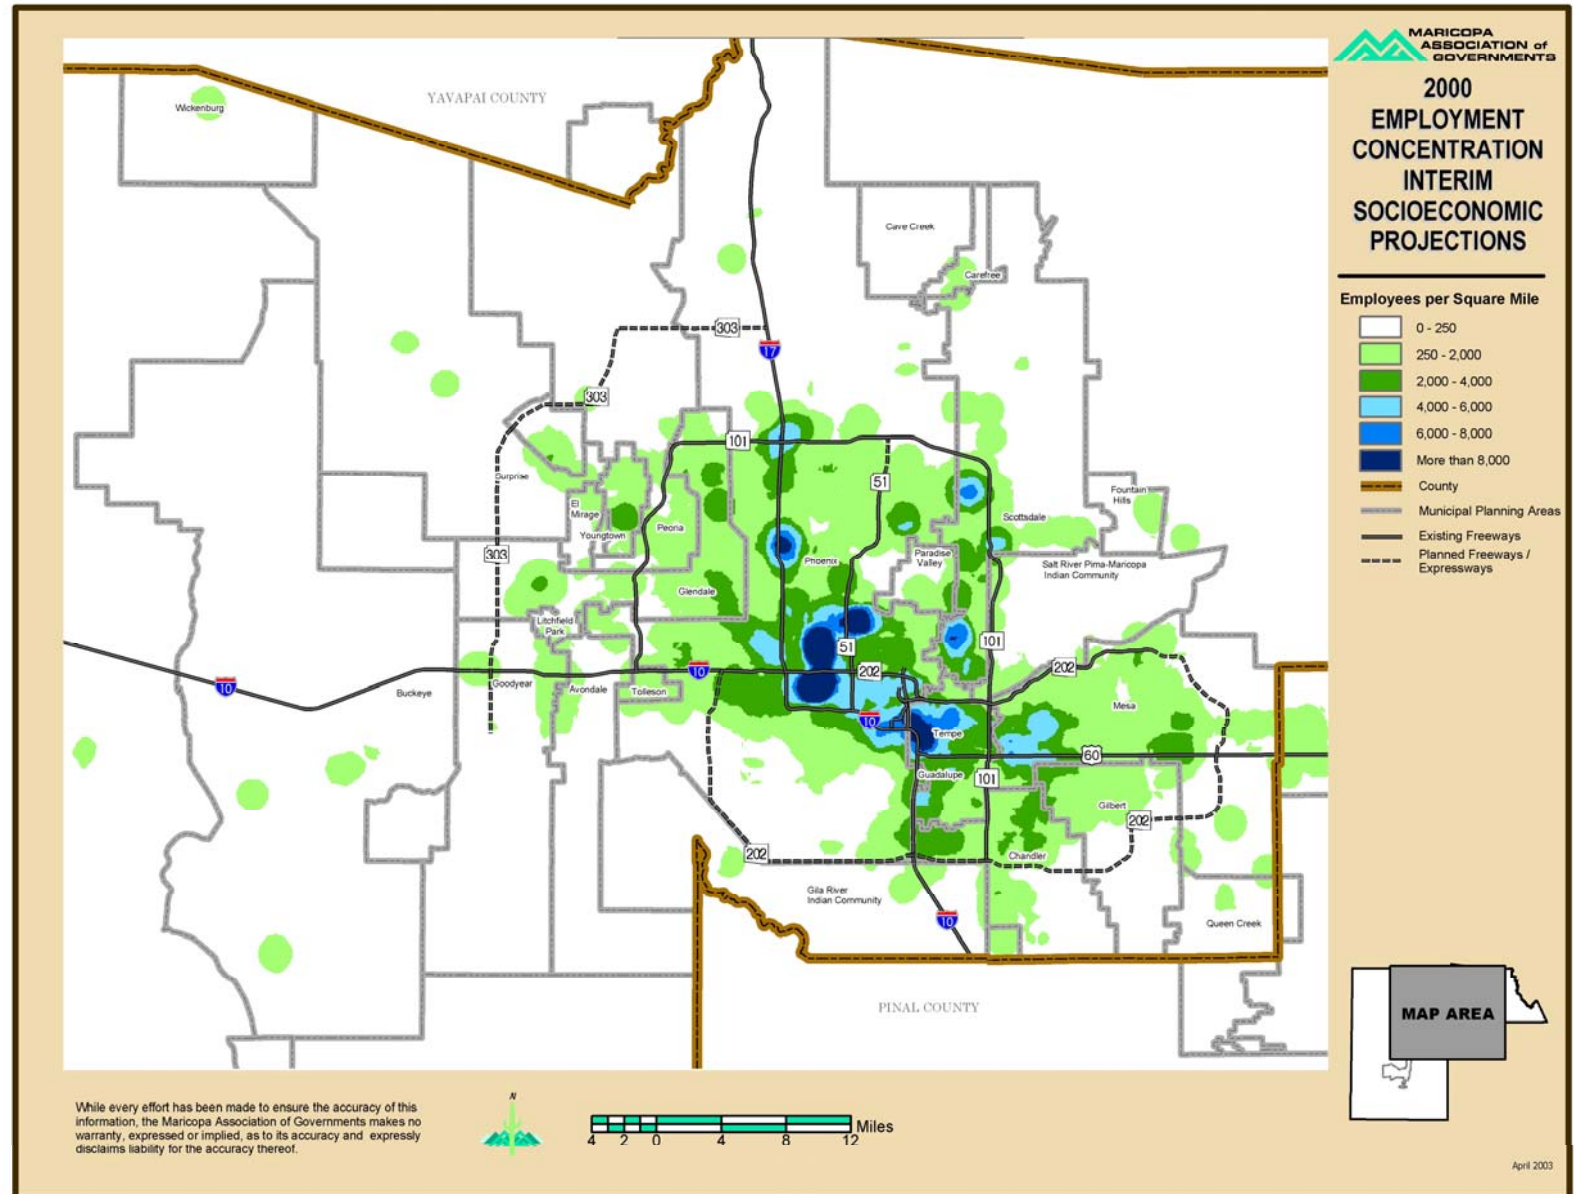 MARICOPA
ASSOCIATION of
GOVERNMENTS
2000
EMPLOYMENT
CONCENTRATION
INTERIM
SOCIOECONOMIC
PROJECTIONS
Employees per Square Mile
0 - 250
250 - 2,000
2,000 - 4,000
4,000 - 6,000
6,000 - 8,000
More than 8,000
County
Municipal Planning Areas
Existing Freeways
Planned Freeways /
Expressways
YAVAPAI COUNTY
Wickenburg
Cave Creek
Carefree
303
17
303
101
51
Surprise
El
Mirage
Youngtown
Peoria
Fountain
Hills
Scottsdale
303
Phoenix
Paradise
Valley
Salt River Pima-Maricopa
Indian Community
Glendale
Litchfield
Park
51
101
202
202
10
10
Buckeye
Goodyear
Avondale
Tolleson
Mesa
10
Tempe
60
Guadalupe
101
Gilbert
202
202
Chandler
Gila River
Indian Community
10
Queen Creek
PINAL COUNTY
MAP AREA
While every effort has been made to ensure the accuracy of this
information, the Maricopa Association of Governments makes no
warranty, expressed or implied, as to its accuracy and expressly
disclaims liability for the accuracy thereof.
N
Miles
4 2 0 4 8 12
April 2003